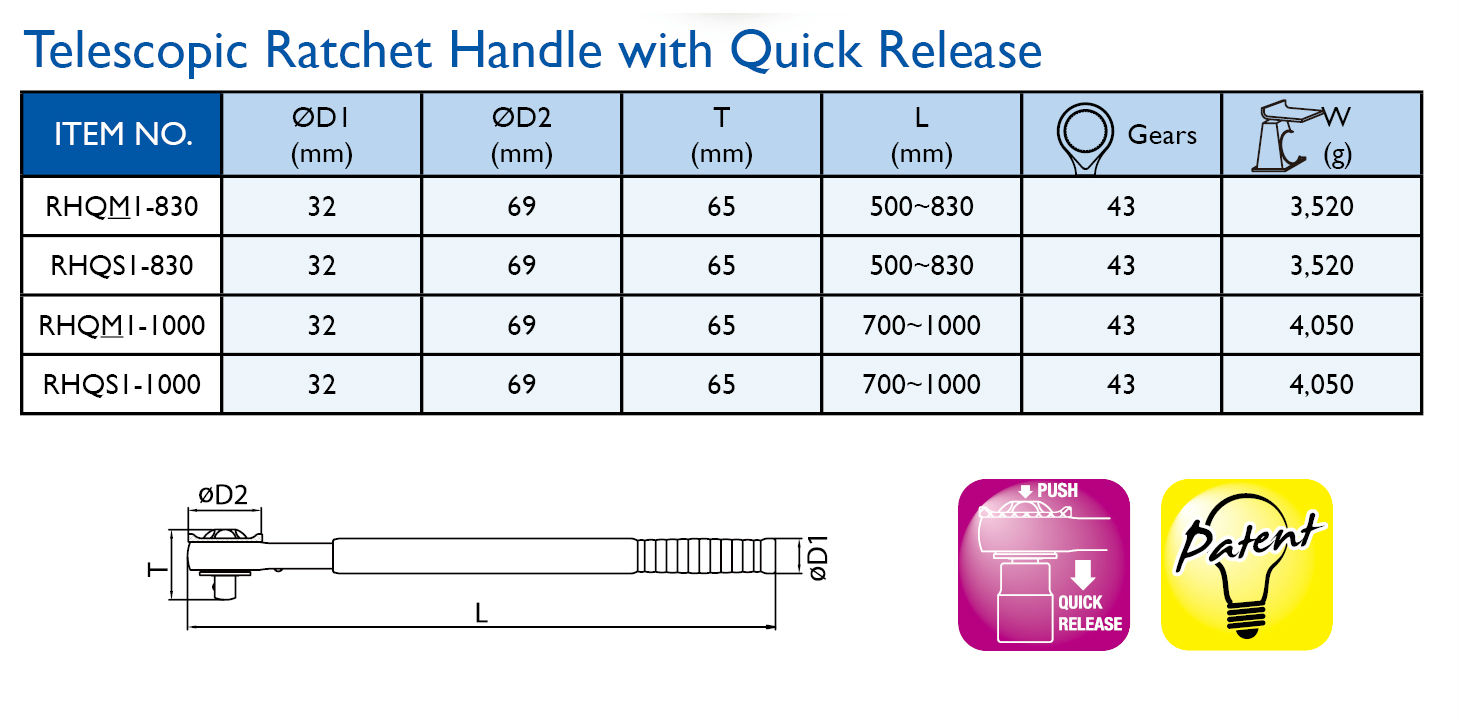 Telescopic Ratchet Handle with Quick Release
ITEM NO. ØD1 (mm) ØD2 (mm) T (mm) L (mm) Gears W (g)
RHQM1-830 32 69 65 500~830 43 3,520
RHQS1-830 32 69 65 500~830 43 3,520
RHQM1-1000 32 69 65 700~1000 43 4,050
RHQS1-1000 32 69 65 700~1000 43 4,050
øD2
T
L
øD1
PUSH
QUICK
RELEASE
Patent